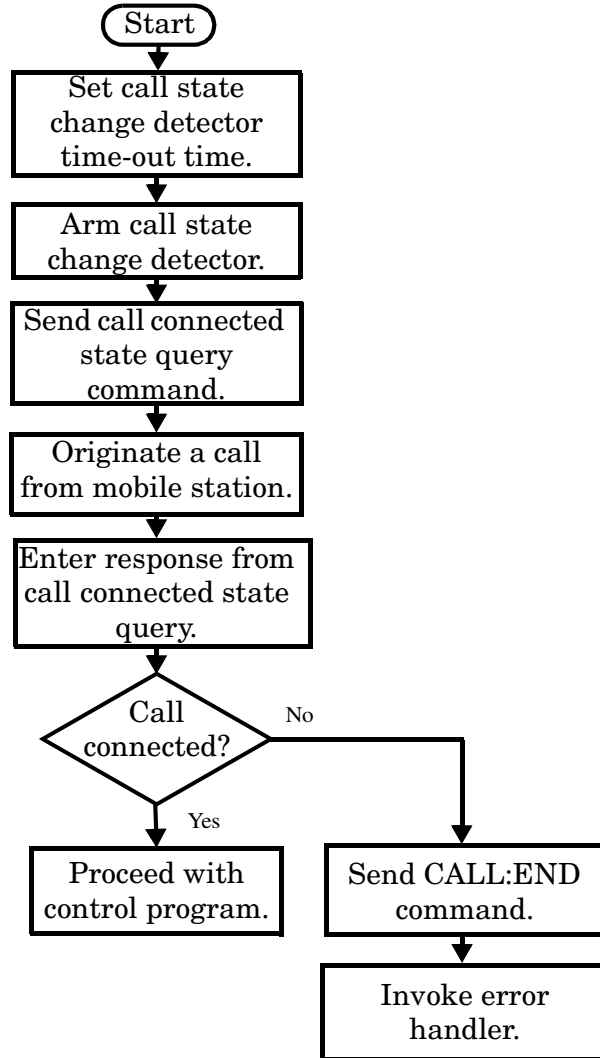 Start
Set call state
change detector
time-out time.
Arm call state
change detector.
Send call connected
state query
command.
Originate a call
from mobile station.
Enter response from
call connected state
query.
Call
connected?
No
Yes
Proceed with
control program.
Send CALL:END
command.
Invoke error
handler.